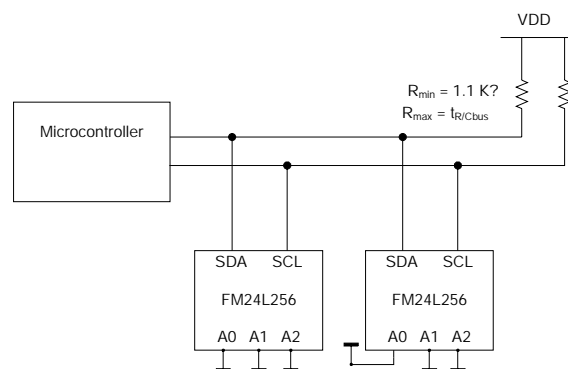 VDD
Rmin = 1.1 K?
Rmax = tR/Cbus
Microcontroller
SDA SCL
FM24L256
A0 A1 A2
SDA SCL
FM24L256
A0 A1 A2